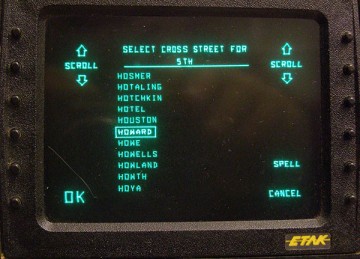 SELECT CROSS STREET FOR
5TH
SCROLL
SCROLL
HOSMER
HOTALING
HOTCHKIN
HOTEL
HOUSTON
HOWARD
HOWE
HOWELLS
HOWLAND
HOWTH
HOYA
SPELL
OK
CANCEL
ETAK